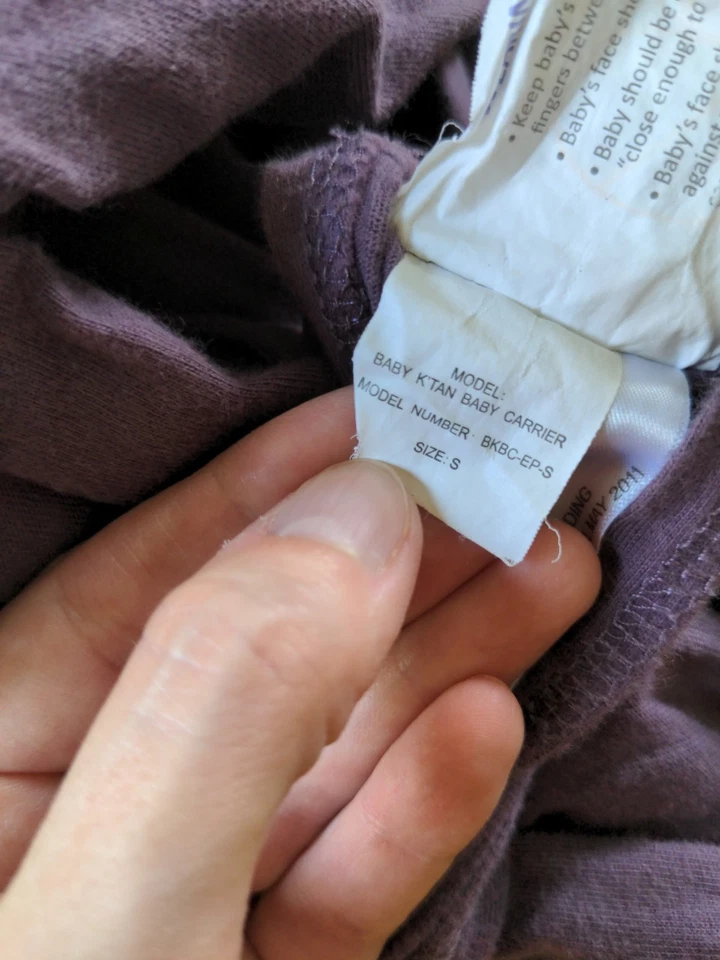 • Keep baby's
fingers betwe
• Baby's face sh
• Baby should be
"close enough to
• Baby's face
against
MODEL:
BABY K'TAN BABY CARRIER
MODEL NUMBER: BKBC-EP-S
SIZE: S
DING
MAY 2011